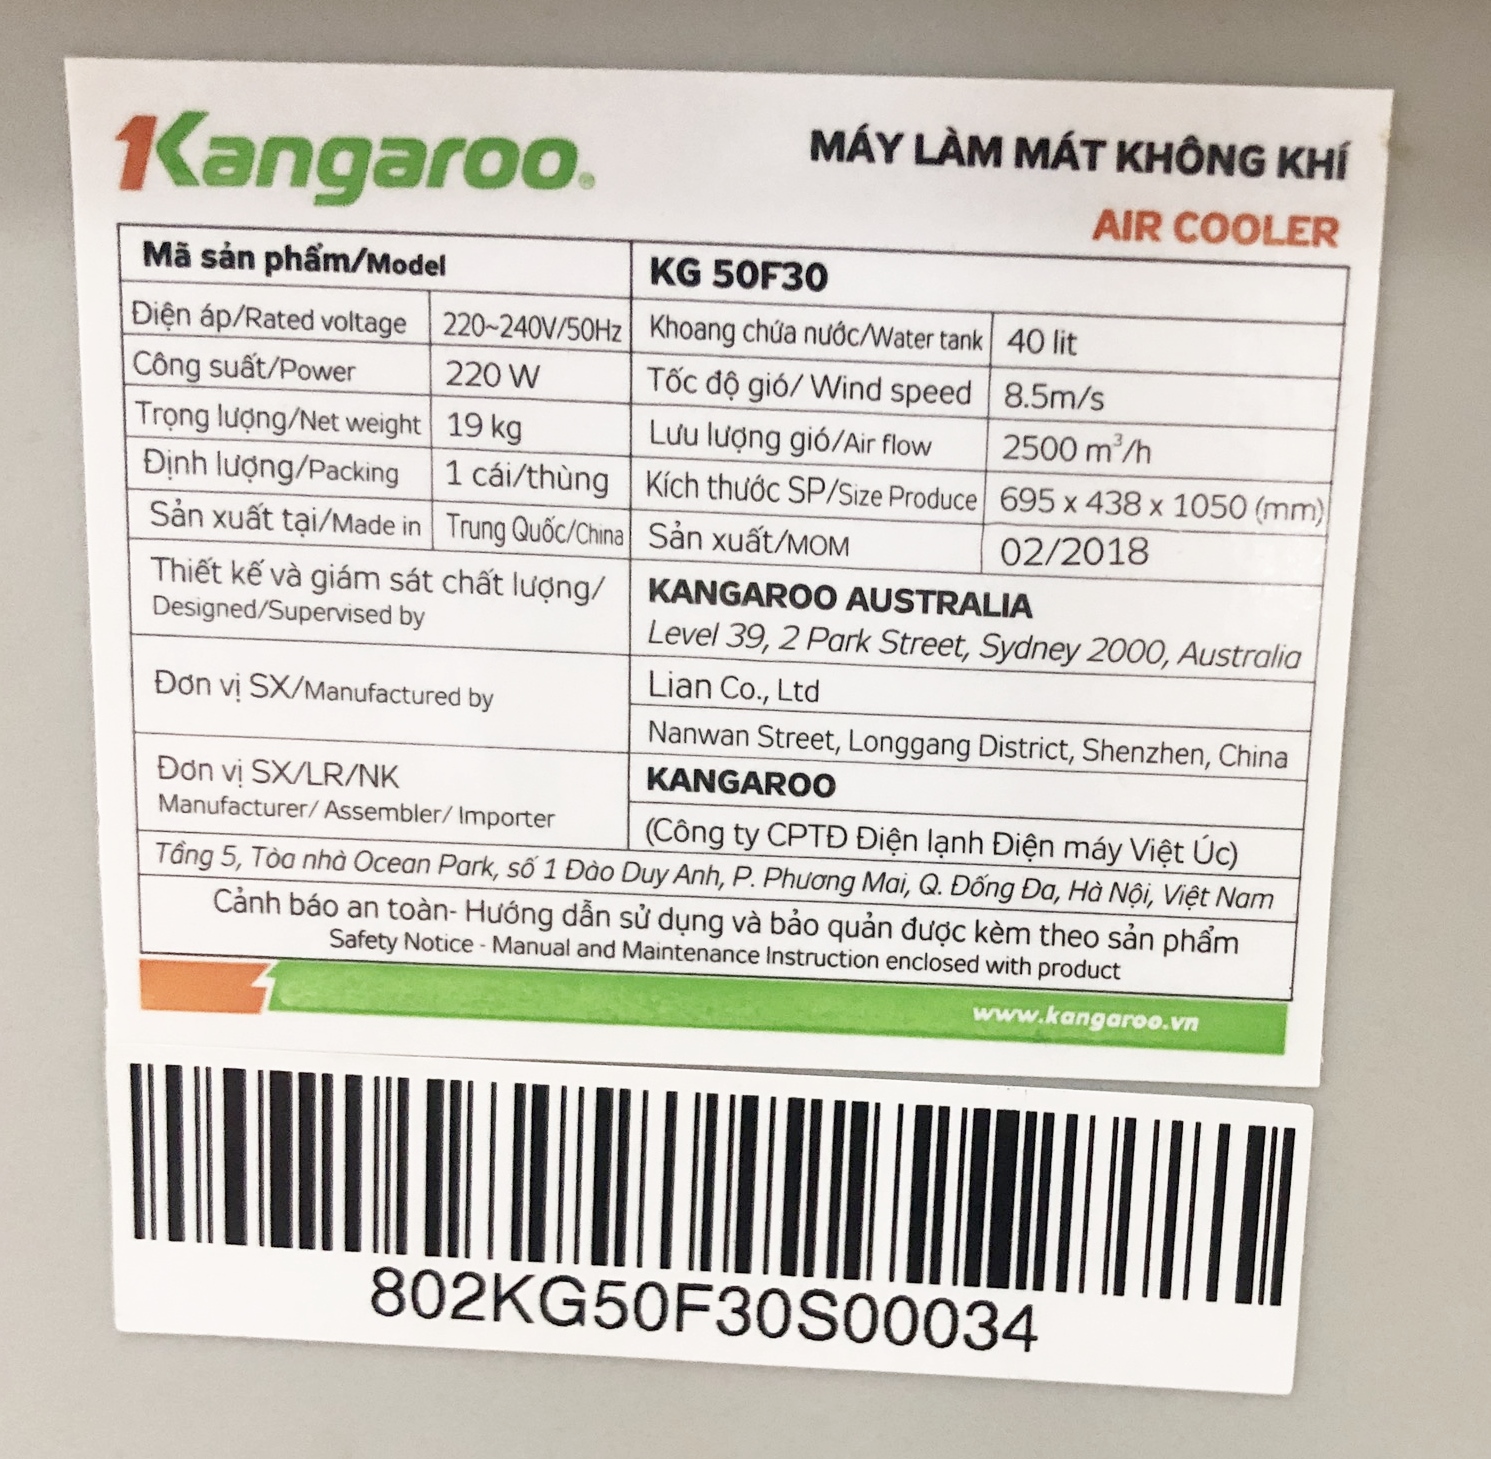 Kangaroo®
MÁY LÀM MÁT KHÔNG KHÍ
AIR COOLER
Mã sản phẩm/Model KG 50F30
Điện áp/Rated voltage 220~240V/50Hz Khoang chứa nước/Water tank 40 lit
Công suất/Power 220 W Tốc độ gió/ Wind speed 8.5m/s
Trọng lượng/Net weight 19 kg Lưu lượng gió/Air flow 2500 m³/h
Định lượng/Packing 1 cái/thùng Kích thước SP/Size Produce 695 x 438 x 1050 (mm)
Sản xuất tại/Made in Trung Quốc/China Sản xuất/MOM 02/2018
Thiết kế và giám sát chất lượng/
Designed/Supervised by
KANGAROO AUSTRALIA
Level 39, 2 Park Street, Sydney 2000, Australia
Đơn vị SX/Manufactured by
Lian Co., Ltd
Nanwan Street, Longgang District, Shenzhen, China
Đơn vị SX/LR/NK
Manufacturer/ Assembler/ Importer
KANGAROO
(Công ty CPTĐ Điện lạnh Điện máy Việt Úc)
Tầng 5, Tòa nhà Ocean Park, số 1 Đào Duy Anh, P. Phương Mai, Q. Đống Đa, Hà Nội, Việt Nam
Cảnh báo an toàn- Hướng dẫn sử dụng và bảo quản được kèm theo sản phẩm
Safety Notice - Manual and Maintenance Instruction enclosed with product
www.kangaroo.vn
802KG50F30S00034